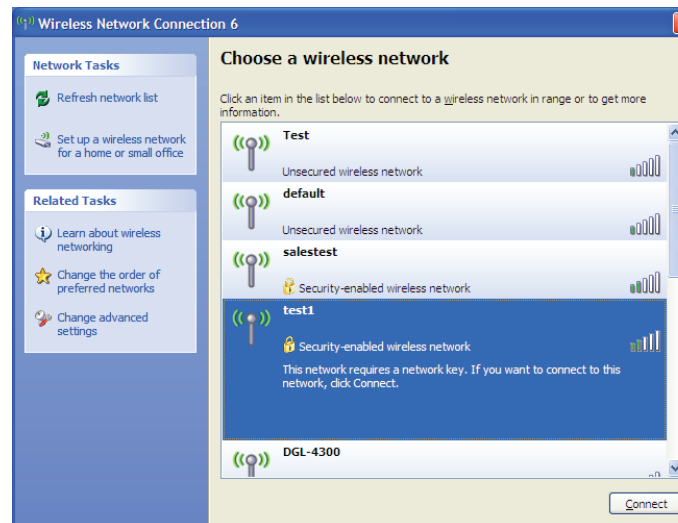 Wireless Network Connection 6
Network Tasks
Refresh network list
Set up a wireless network
for a home or small office
Related Tasks
Learn about wireless
networking
Change the order of
preferred networks
Change advanced
settings
Choose a wireless network
Click an item in the list below to connect to a wireless network in range or to get more
information.
Test
Unsecured wireless network
default
Unsecured wireless network
salestest
Security-enabled wireless network
test1
Security-enabled wireless network
This network requires a network key. If you want to connect to this
network, click Connect.
DGL-4300
Connect